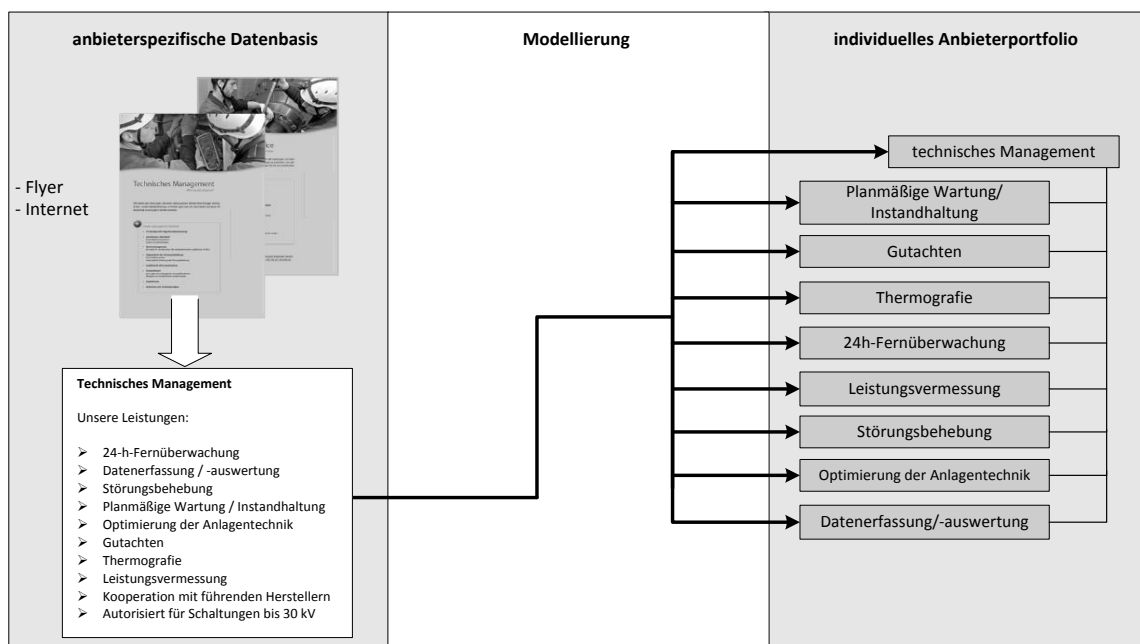 anbieterspezifische Datenbasis
Modellierung
individuelles Anbieterportfolio
- Flyer
- Internet
Technisches Management
Technisches Management
Unsere Leistungen:
➢ 24-h-Fernüberwachung
➢ Datenerfassung / -auswertung
➢ Störungsbehebung
➢ Planmäßige Wartung / Instandhaltung
➢ Optimierung der Anlagentechnik
➢ Gutachten
➢ Thermografie
➢ Leistungsvermessung
➢ Kooperation mit führenden Herstellern
➢ Autorisiert für Schaltungen bis 30 kV
technisches Management
Planmäßige Wartung/
Instandhaltung
Gutachten
Thermografie
24h-Fernüberwachung
Leistungsvermessung
Störungsbehebung
Optimierung der Anlagentechnik
Datenerfassung/-auswertung